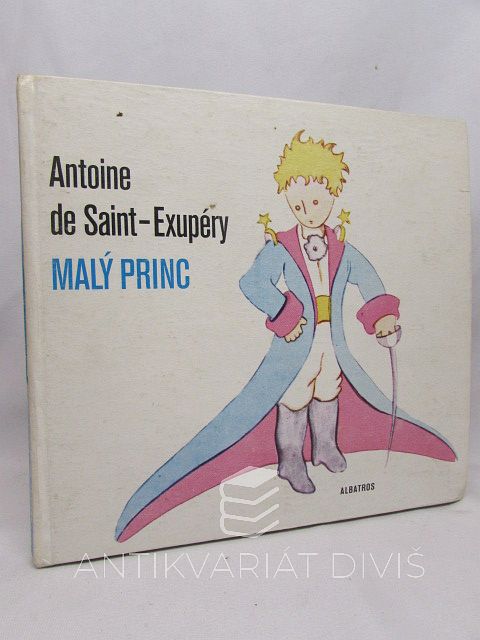 Antoine
de Saint-Exupéry
MALÝ PRINC
ALBATROS
ANTIKVARIÁT DIVIŠ